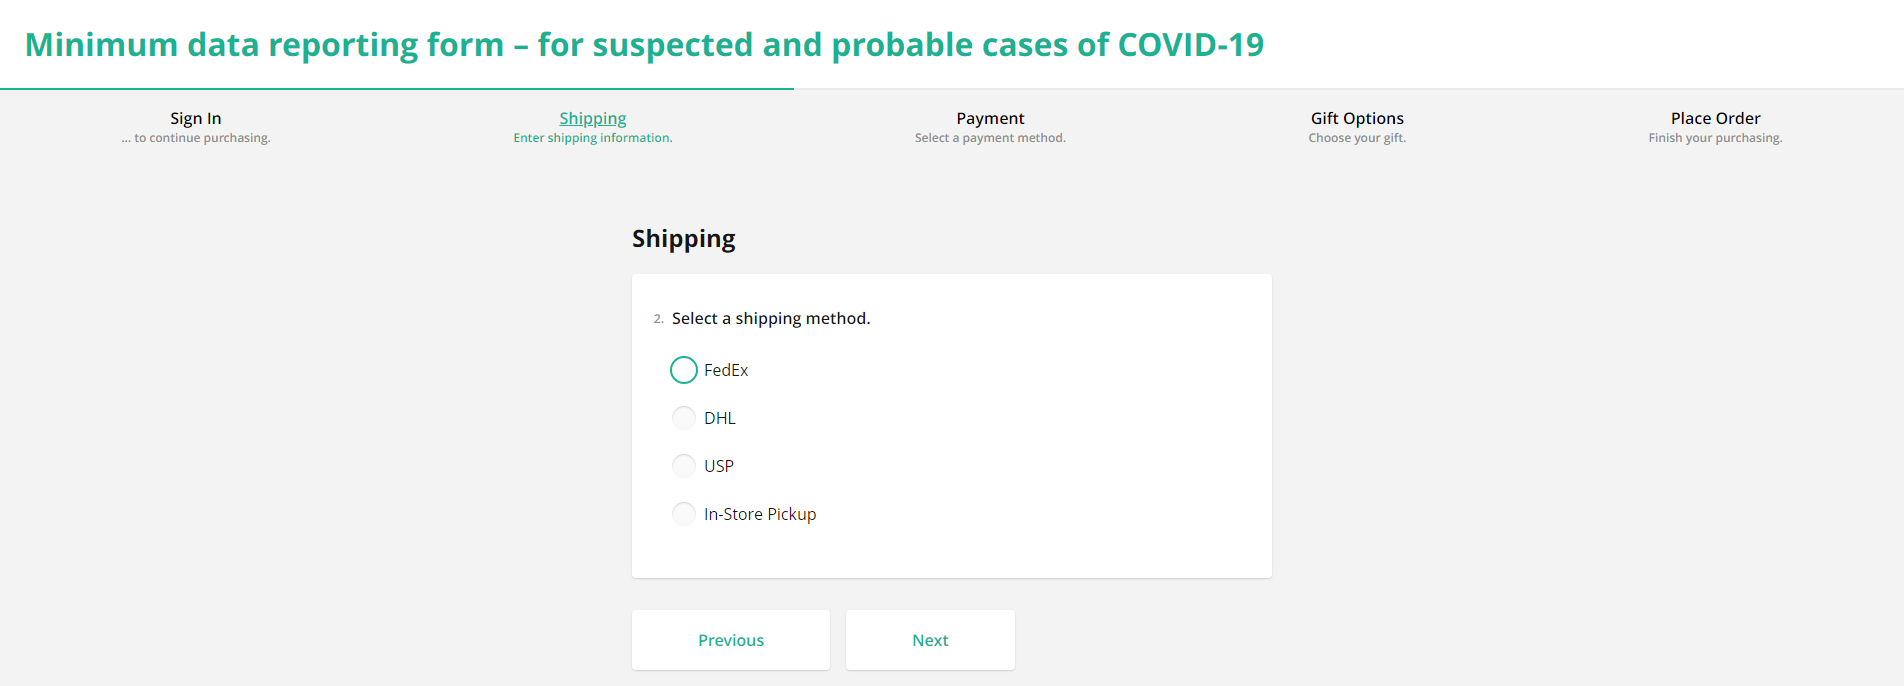 Minimum data reporting form – for suspected and probable cases of COVID-19
Sign In
... to continue purchasing.
Shipping
Enter shipping information.
Payment
Select a payment method.
Gift Options
Choose your gift.
Place Order
Finish your purchasing.
Shipping
2. Select a shipping method.
FedEx
DHL
USP
In-Store Pickup
Previous
Next